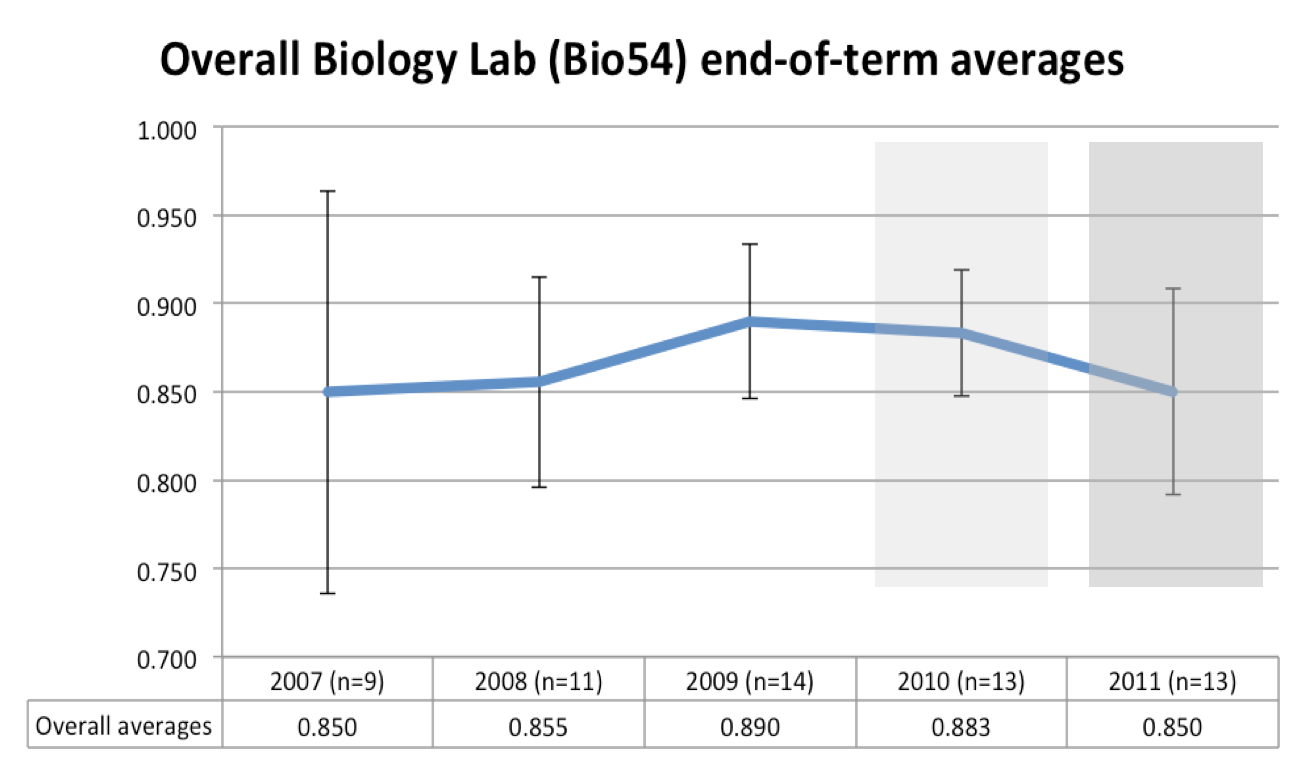 Overall Biology Lab (Bio54) end-of-term averages
1.000
0.950
0.900
0.850
0.800
0.750
0.700
2007 (n=9) 2008 (n=11) 2009 (n=14) 2010 (n=13) 2011 (n=13)
Overall averages 0.850 0.855 0.890 0.883 0.850